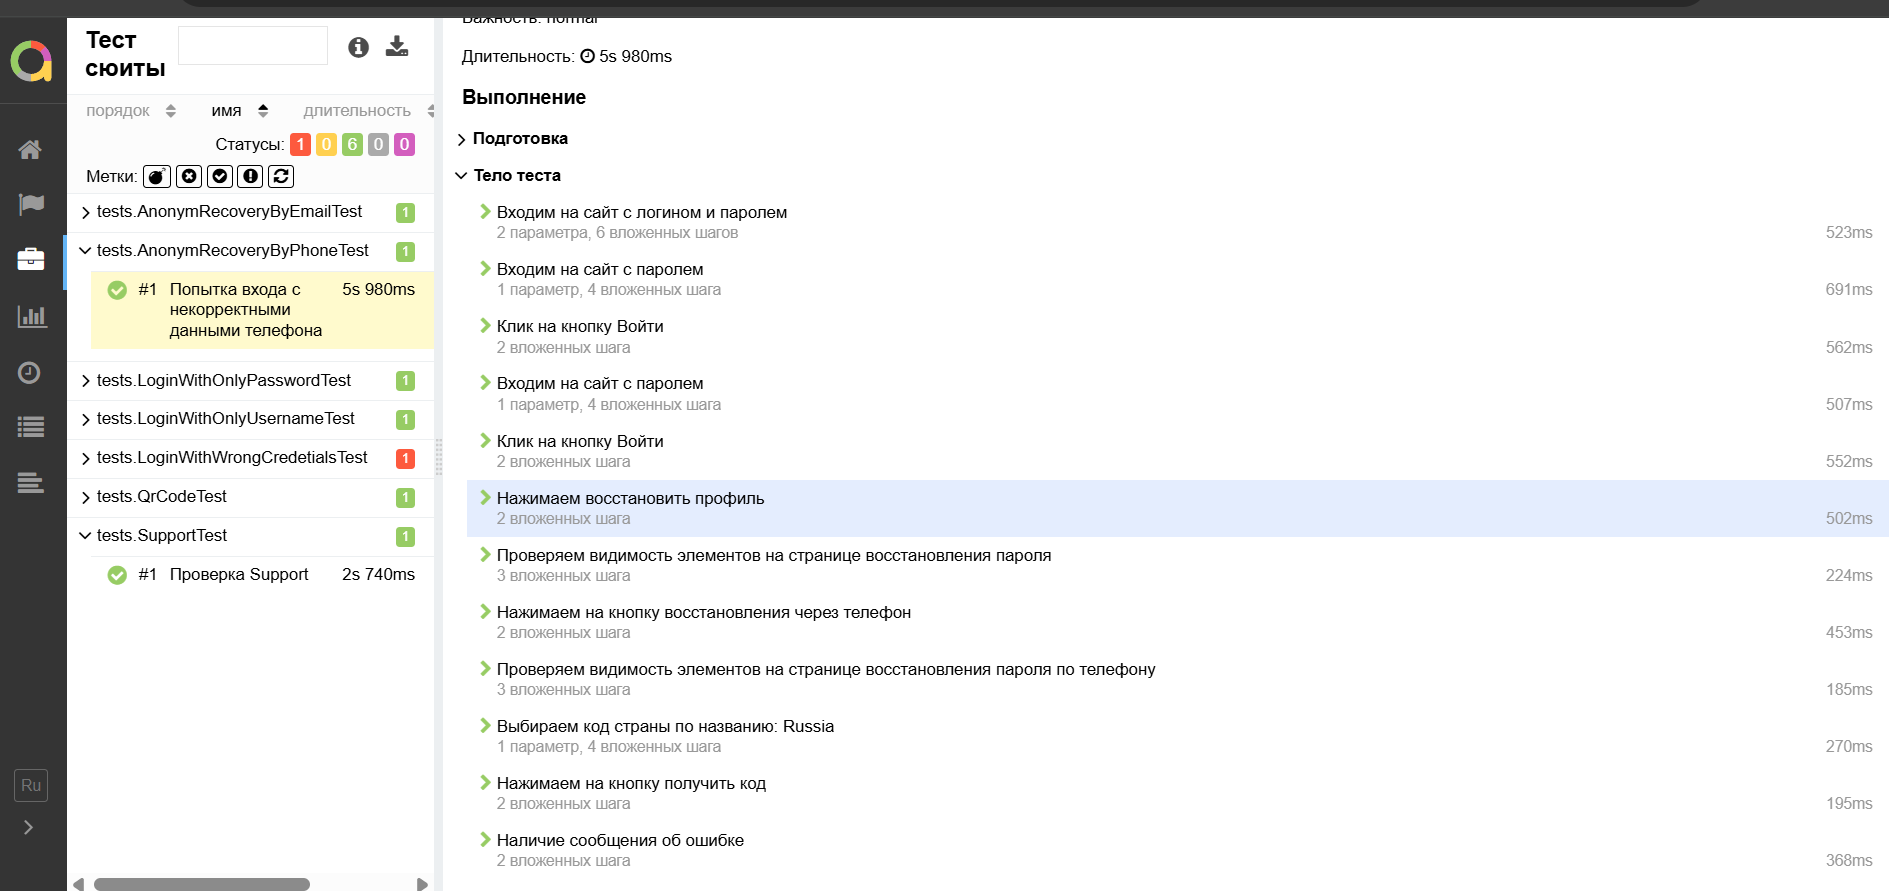 Тест
сюиты
порядок имя длительность
Статусы: 1 0 6 0 0
Метки:
tests.AnonymRecoveryByEmailTest 1
tests.AnonymRecoveryByPhoneTest 1
#1 Попытка входа с 5s 980ms
некорректными
данными телефона
tests.LoginWithOnlyPasswordTest 1
tests.LoginWithOnlyUsernameTest 1
tests.LoginWithWrongCredetialsTest 1
tests.QrCodeTest 1
tests.SupportTest 1
#1 Проверка Support 2s 740ms
Ru
Важность: normal
Длительность: 5s 980ms
Выполнение
Подготовка
Тело теста
Входим на сайт с логином и паролем
2 параметра, 6 вложенных шагов 523ms
Входим на сайт с паролем
1 параметр, 4 вложенных шага 691ms
Клик на кнопку Войти
2 вложенных шага 562ms
Входим на сайт с паролем
1 параметр, 4 вложенных шага 507ms
Клик на кнопку Войти
2 вложенных шага 552ms
Нажимаем восстановить профиль
2 вложенных шага 502ms
Проверяем видимость элементов на странице восстановления пароля
3 вложенных шага 224ms
Нажимаем на кнопку восстановления через телефон
2 вложенных шага 453ms
Проверяем видимость элементов на странице восстановления пароля по телефону
3 вложенных шага 185ms
Выбираем код страны по названию: Russia
1 параметр, 4 вложенных шага 270ms
Нажимаем на кнопку получить код
2 вложенных шага 195ms
Наличие сообщения об ошибке
2 вложенных шага 368ms